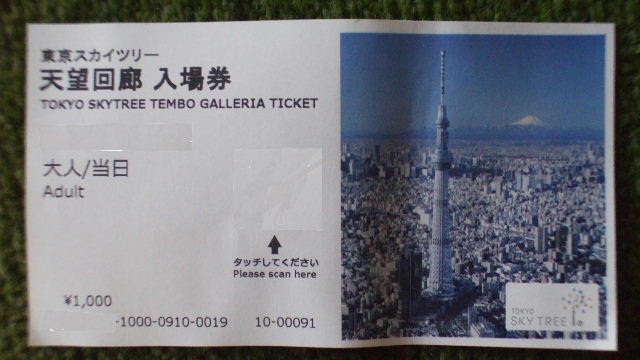 東京スカイツリー
天望回廊 入場券
TOKYO SKYTREE TEMBO GALLERIA TICKET
大人/当日
Adult
タッチしてください
Please scan here
¥1,000
-1000-0910-0019 10-00091
TOKYO
SKY TREE